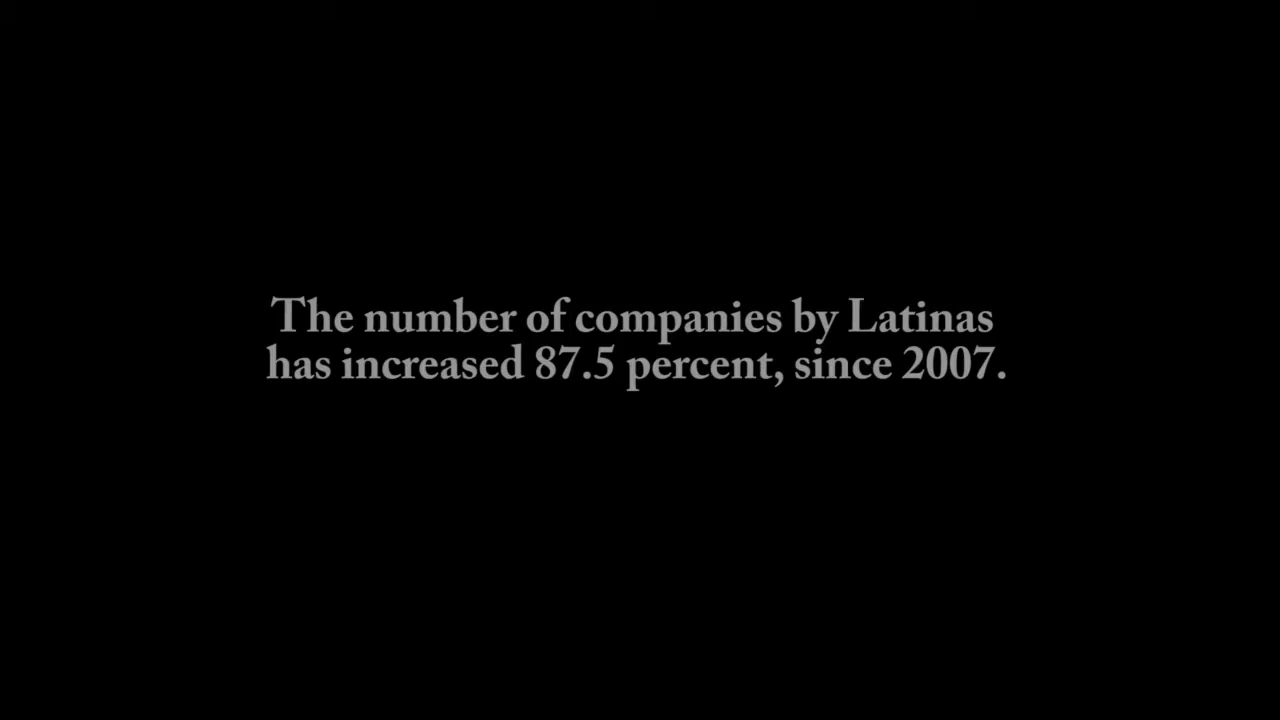 The number of companies by Latinas
has increased 87.5 percent, since 2007.